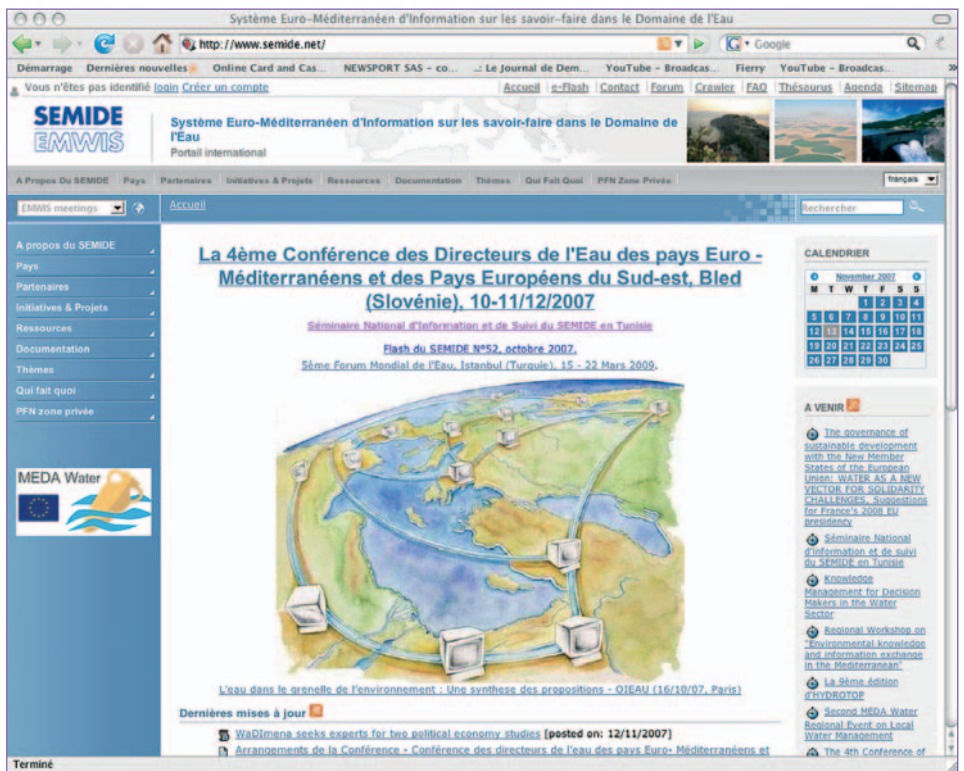 Système Euro-Méditerranéen d'Information sur les savoir-faire dans le Domaine de l'Eau
http://www.semide.net/
Google
Démarrage Dernières nouvelles Online Card and Cas... NEWSPORT SAS - co... ..: Le Journal de Dem... YouTube - Broadcas... Fierry YouTube - Broadcas...
Vous n'êtes pas identifié login Créer un compte
Accueil e-Flash Contact Forum Crawler FAQ Thésaurus Agenda Sitemap
SEMIDE
EMWIS
Système Euro-Méditerranéen d'Information sur les savoir-faire dans le Domaine de
l'Eau
Portail international
A Propos Du SEMIDE Pays Partenaires Initiatives & Projets Ressources Documentation Thèmes Qui Fait Quoi PFN Zone Privée
français
EMWIS meetings
Accueil
Rechercher
A propos du SEMIDE
Pays
Partenaires
Initiatives & Projets
Ressources
Documentation
Thèmes
Qui fait quoi
PFN zone privée
MEDA Water
La 4ème Conférence des Directeurs de l'Eau des pays Euro -
Méditerranéens et des Pays Européens du Sud-est, Bled
(Slovénie), 10-11/12/2007
Séminaire National d'Information et de Suivi du SEMIDE en Tunisie
Flash du SEMIDE N°52, octobre 2007.
5ème Forum Mondial de l'Eau, Istanbul (Turquie), 15 - 22 Mars 2009.
L'eau dans le grenelle de l'environnement : Une synthese des propositions - OIEAU (16/10/07, Paris)
Dernières mises à jour
WaDImena seeks experts for two political economy studies [posted on: 12/11/2007]
Arrangements de la Conférence - Conférence des directeurs de l'eau des pays Euro- Méditerranéens et
CALENDRIER
November 2007
M T W T F S S
1 2 3 4
5 6 7 8 9 10 11
12 13 14 15 16 17 18
19 20 21 22 23 24 25
26 27 28 29 30
A VENIR
The governance of
sustainable development
with the New Member
States of the European
Union: WATER AS A NEW
VECTOR FOR SOLIDARITY
CHALLENGES, Suggestions
for France's 2008 EU
presidency
Séminaire National
d'information et de suivi
du SEMIDE en Tunisie
Knowledge
Management for Decision
Makers in the Water
Sector
Regional Workshop on
"Environmental knowledge
and information exchange
in the Mediterranean"
La 9ème édition
d'HYDROTOP
Second MEDA Water
Regional Event on Local
Water Management
The 4th Conference of
Terminé